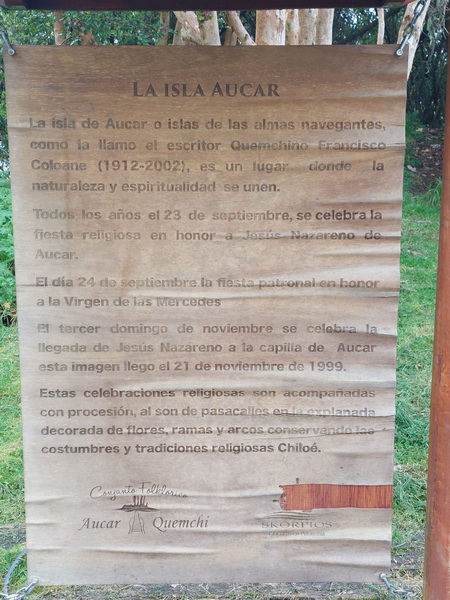 LA ISLA AUCAR
La isla de Aucar o islas de las almas navegantes,
como la llamo el escritor Quemchino Francisco
Coloane (1912-2002), es un lugar donde la
naturaleza y espiritualidad se unen.
Todos los años el 23 de septiembre, se celebra la
fiesta religiosa en honor a Jesús Nazareno de
Aucar.
El día 24 de septiembre la fiesta patronal en honor
a la Virgen de las Mercedes
El tercer domingo de noviembre se celebra la
llegada de Jesús Nazareno a la capilla de Aucar
esta imagen llego el 21 de noviembre de 1999.
Estas celebraciones religiosas son acompañadas
con procesión, al son de pasacalles en la explanada
decorada de flores, ramas y arcos conservando las
costumbres y tradiciones religiosas Chiloé.
Conjunto Folklorico
Aucar Quemchi
SKORPIOS